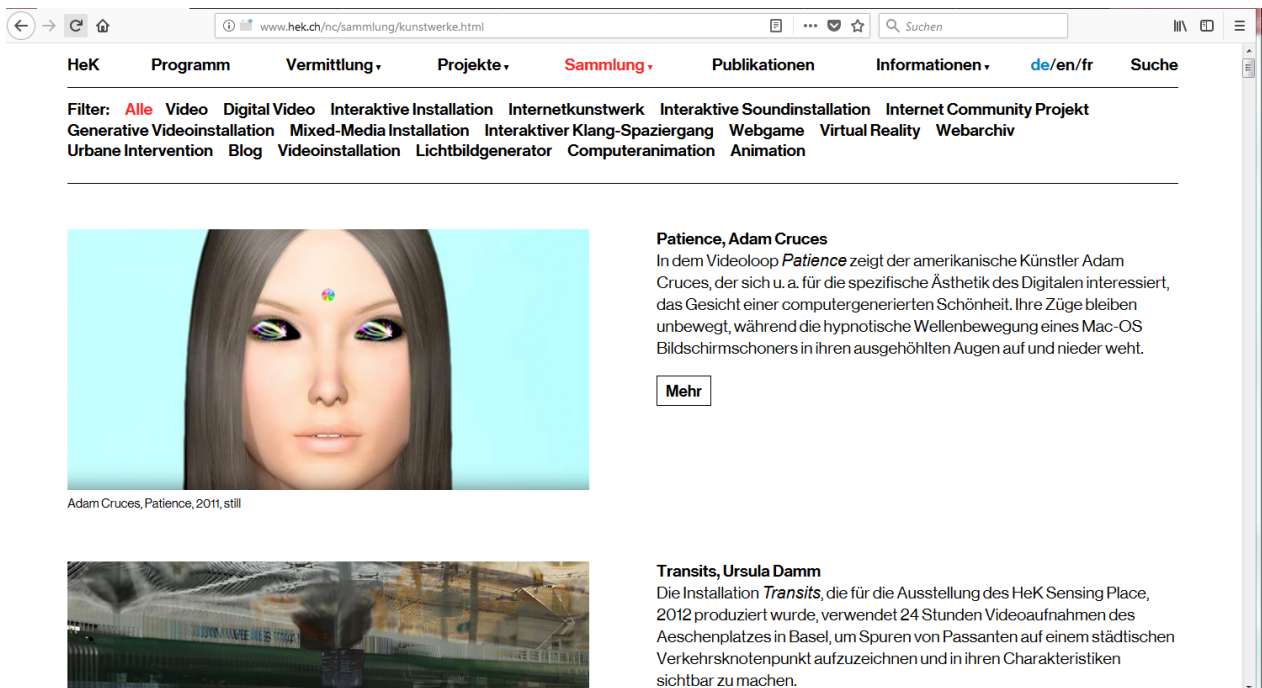 www.hek.ch/nc/sammlung/kunstwerke.html
Suchen
HeK Programm Vermittlung Projekte Sammlung Publikationen Informationen de/en/fr Suche
Filter: Alle Video Digital Video Interaktive Installation Internetkunstwerk Interaktive Soundinstallation Internet Community Projekt
Generative Videoinstallation Mixed-Media Installation Interaktiver Klang-Spaziergang Webgame Virtual Reality Webarchiv
Urbane Intervention Blog Videoinstallation Lichtbildgenerator Computeranimation Animation
Patience, Adam Cruces
In dem Videoloop Patience zeigt der amerikanische Künstler Adam
Cruces, der sich u. a. für die spezifische Ästhetik des Digitalen interessiert,
das Gesicht einer computergenerierten Schönheit. Ihre Züge bleiben
unbewegt, während die hypnotische Wellenbewegung eines Mac-OS
Bildschirmschoners in ihren ausgehöhlten Augen auf und nieder weht.
Mehr
Adam Cruces, Patience, 2011, still
Transits, Ursula Damm
Die Installation Transits, die für die Ausstellung des HeK Sensing Place,
2012 produziert wurde, verwendet 24 Stunden Videoaufnahmen des
Aeschenplatzes in Basel, um Spuren von Passanten auf einem städtischen
Verkehrsknotenpunkt aufzuzeichnen und in ihren Charakteristiken
sichtbar zu machen.